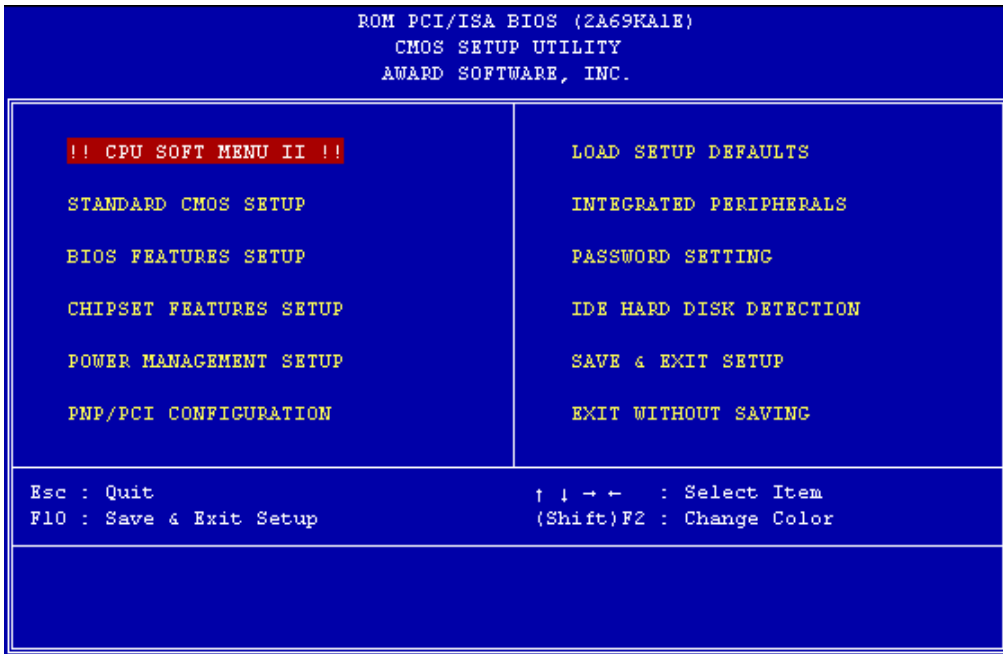 ROM PCI/ISA BIOS (2A69KA1E)
CMOS SETUP UTILITY
AWARD SOFTWARE, INC.
!! CPU SOFT MENU II !!
STANDARD CMOS SETUP
BIOS FEATURES SETUP
CHIPSET FEATURES SETUP
POWER MANAGEMENT SETUP
PNP/PCI CONFIGURATION
LOAD SETUP DEFAULTS
INTEGRATED PERIPHERALS
PASSWORD SETTING
IDE HARD DISK DETECTION
SAVE & EXIT SETUP
EXIT WITHOUT SAVING
Esc : Quit
F10 : Save & Exit Setup
↑ ↓ → ← : Select Item
(Shift)F2 : Change Color